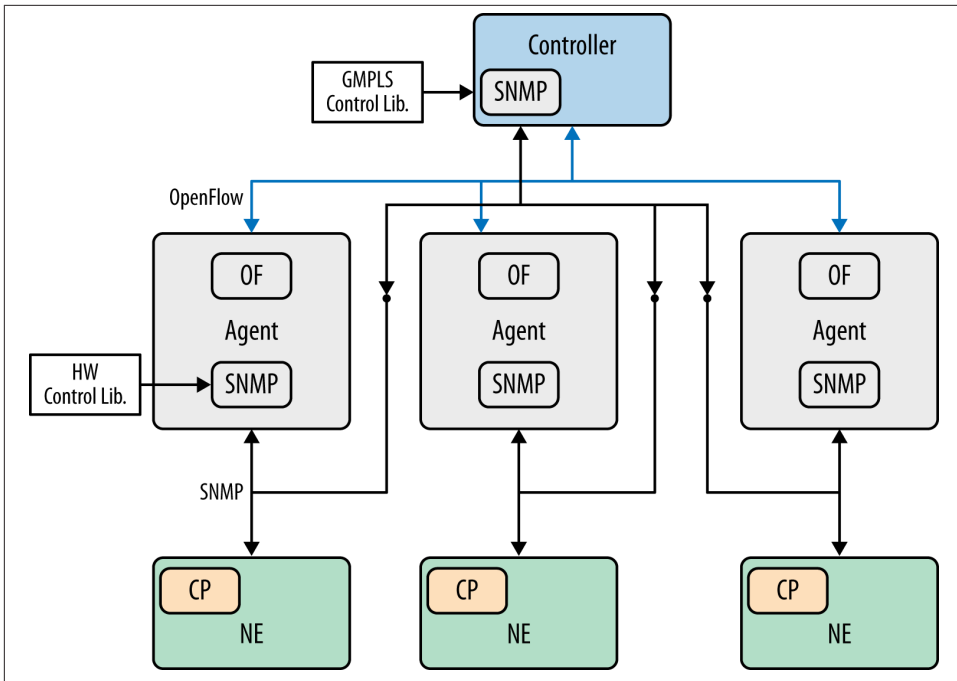 Controller
GMPLS
Control Lib.
SNMP
OpenFlow
OF
OF
OF
Agent
Agent
Agent
HW
Control Lib.
SNMP
SNMP
SNMP
SNMP
CP
CP
CP
NE
NE
NE